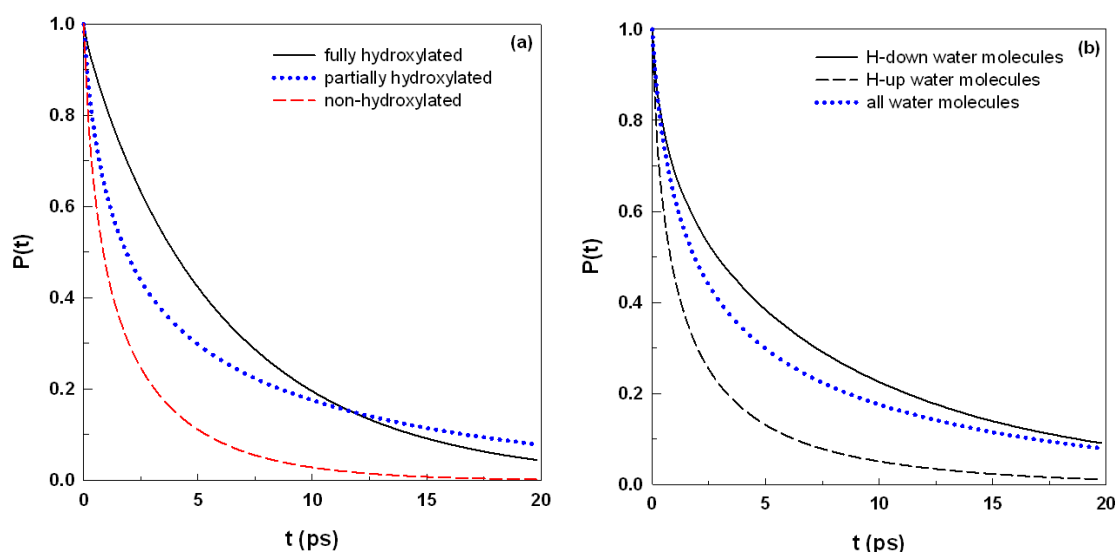 (a)
fully hydroxylated
partially hydroxylated
non-hydroxylated
P(t)
1.0
0.8
0.6
0.4
0.2
0.0
0
5
10
15
20
t (ps)
(b)
H-down water molecules
H-up water molecules
all water molecules
P(t)
1.0
0.8
0.6
0.4
0.2
0.0
0
5
10
15
20
t (ps)